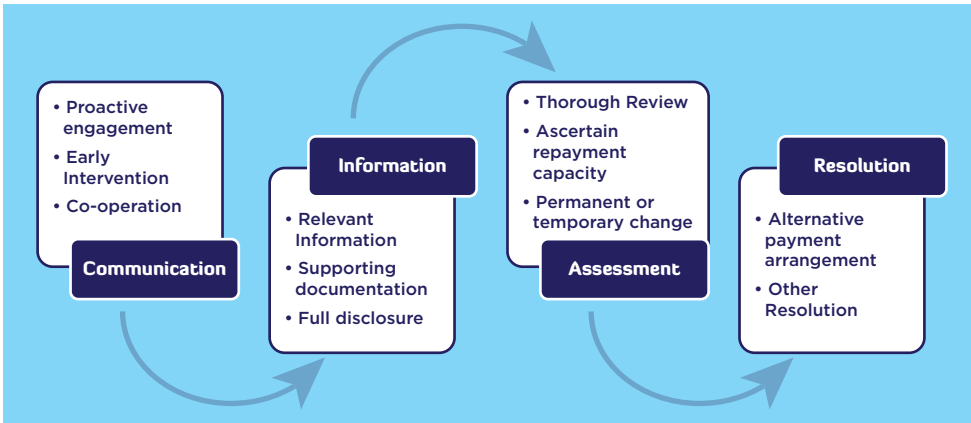 • Proactive
engagement
• Early
Intervention
• Co-operation
Communication
Information
• Relevant
Information
• Supporting
documentation
• Full disclosure
• Thorough Review
• Ascertain
repayment
capacity
• Permanent or
temporary change
Assessment
Resolution
• Alternative
payment
arrangement
• Other
Resolution